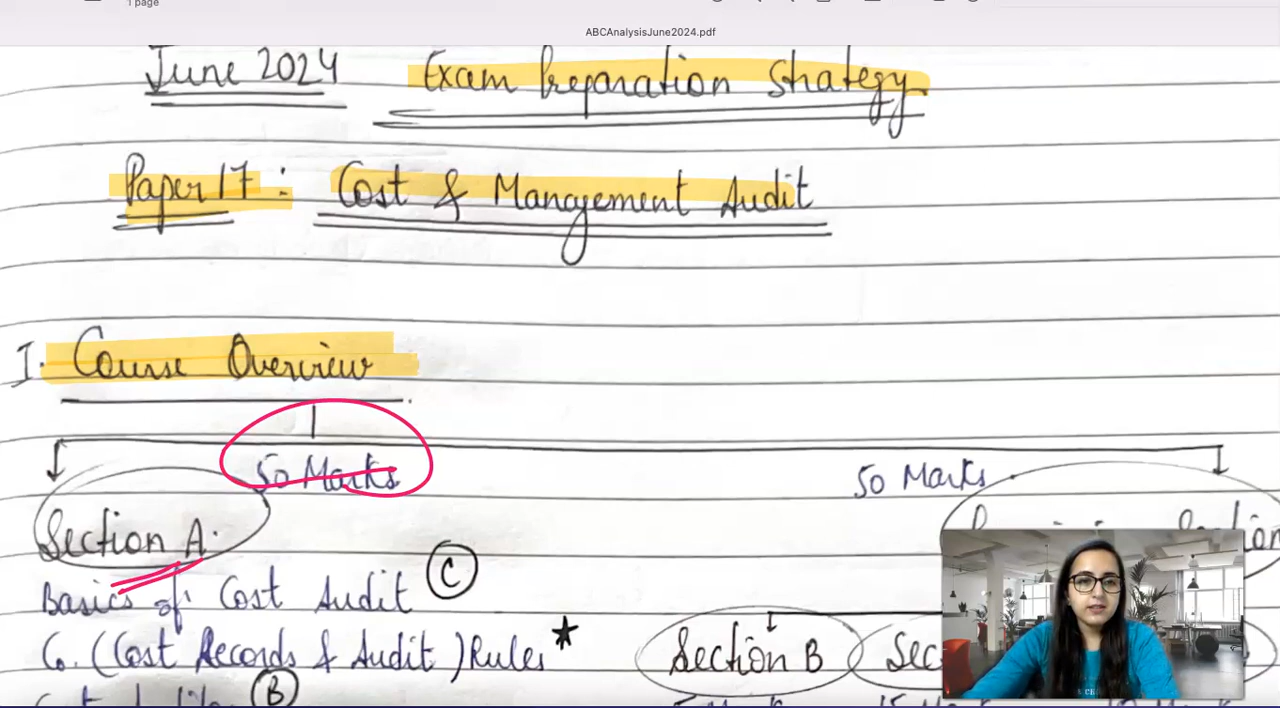 1 page
ABCAnalysisJune2024.pdf
June 2024 Exam Preparation Strategy
Paper 17: Cost & Management Audit
I. Course Overview
50 Marks 50 Marks
Section A.
Basics of Cost Audit C
Co. (Cost Records & Audit) Rules *
Section B Sec
B